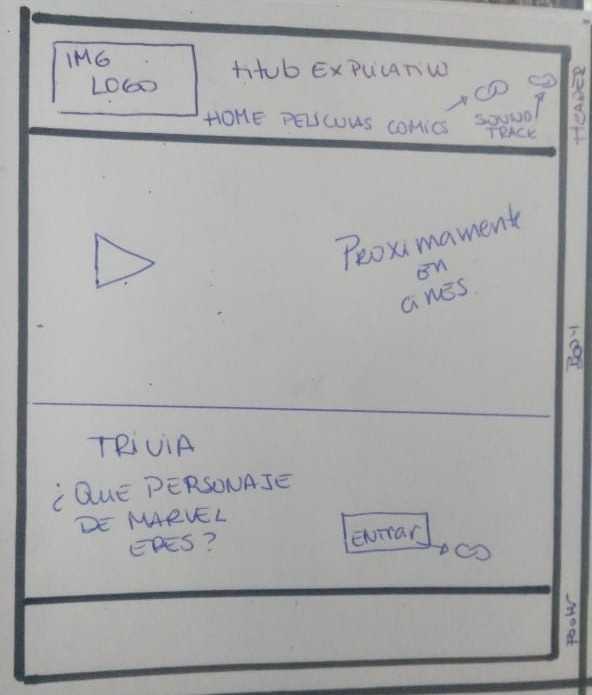 IMG
LOGO
titulo EXPLICATIVO
HOME PELICULAS COMICS SOUND
TRACK
HEADER
PROXIMAMENTE
EN
CINES.
BODY
TRIVIA
¿QUE PERSONAJE
DE MARVEL
ERES?
ENTRAR
FOOTER